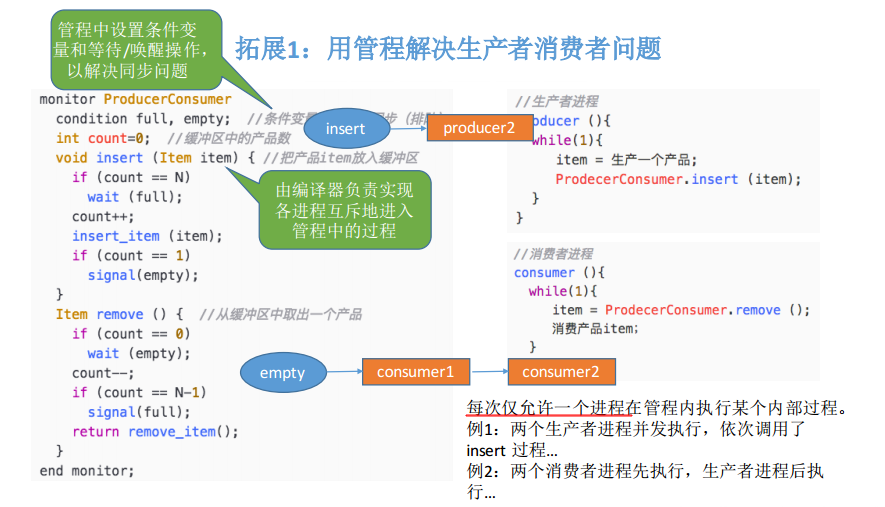 管程中设置条件变
量和等待/唤醒操作，
以解决同步问题
拓展1：用管程解决生产者消费者问题
monitor ProducerConsumer
condition full, empty; //条件变量 步（排
int count=0; //缓冲区中的产品数
void insert (Item item) { //把产品item放入缓冲区
if (count == N)
wait (full);
count++;
insert_item (item);
if (count == 1)
signal(empty);
}
Item remove () { //从缓冲区中取出一个产品
if (count == 0)
wait (empty);
count--;
if (count == N-1)
signal(full);
return remove_item();
}
end monitor;
insert
producer2
由编译器负责实现
各进程互斥地进入
管程中的过程
//生产者进程
oducer (){
while(1){
item = 生产一个产品;
ProdecerConsumer.insert (item);
}
}
//消费者进程
consumer (){
while(1){
item = ProdecerConsumer.remove ();
消费产品item;
}
empty
consumer1
consumer2
每次仅允许一个进程在管程内执行某个内部过程。
例1：两个生产者进程并发执行，依次调用了
insert 过程…
例2：两个消费者进程先执行，生产者进程后执
行…